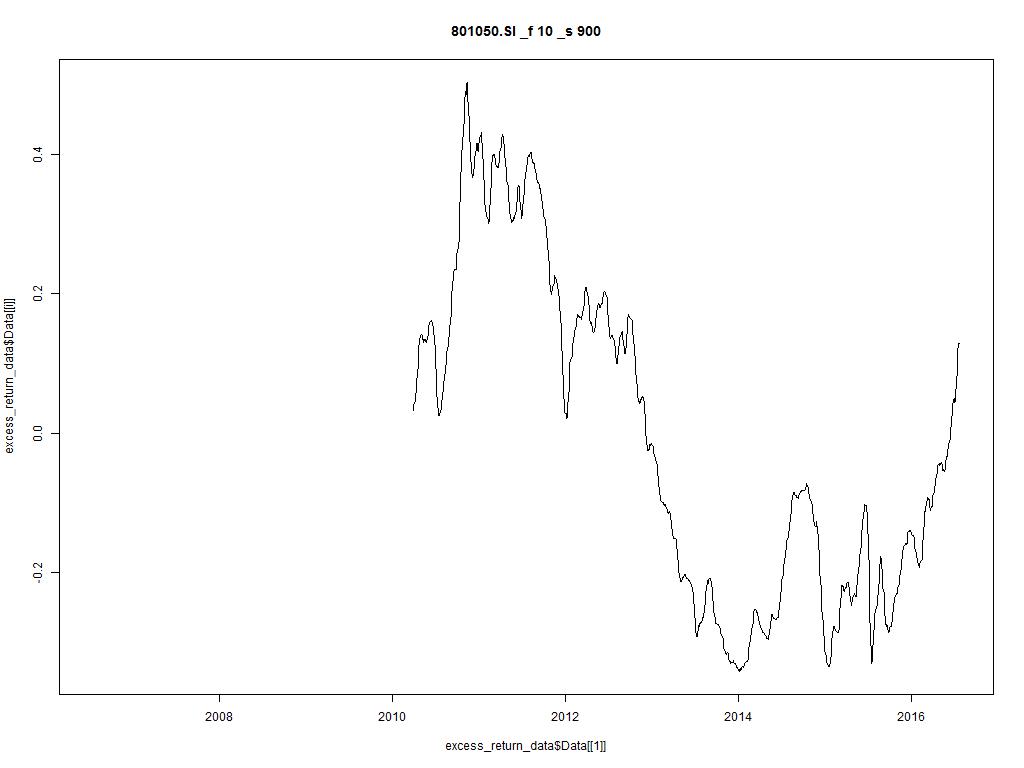 801050.SI _f 10 _s 900
excess_return_data$Data[[i]]
0.4
0.2
0.0
-0.2
2008 2010 2012 2014 2016
excess_return_data$Data[[1]]